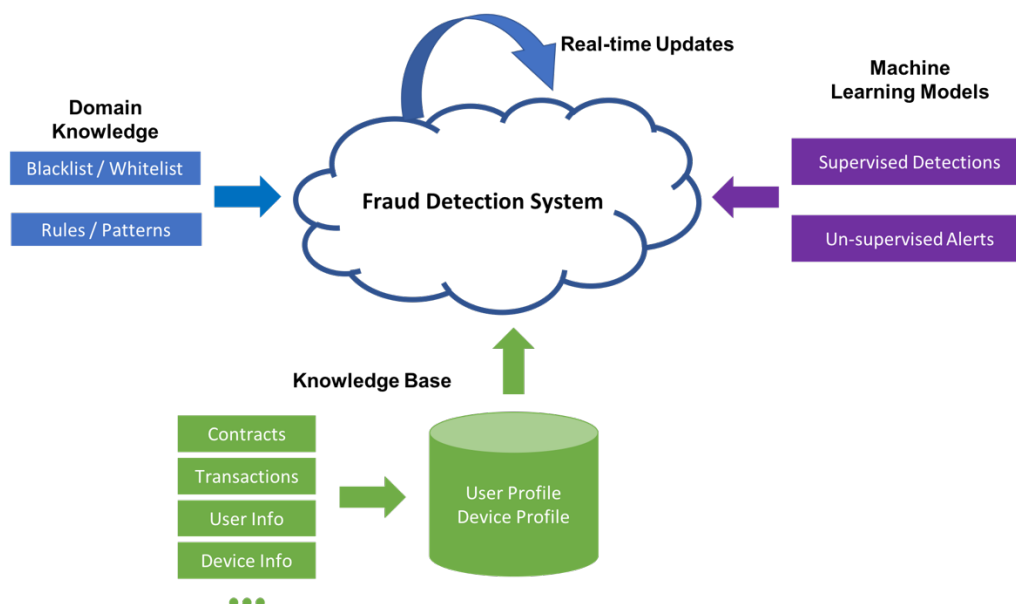 Real-time Updates
Machine
Learning Models
Domain
Knowledge
Blacklist / Whitelist
Rules / Patterns
Fraud Detection System
Supervised Detections
Un-supervised Alerts
Knowledge Base
Contracts
Transactions
User Info
Device Info
User Profile
Device Profile